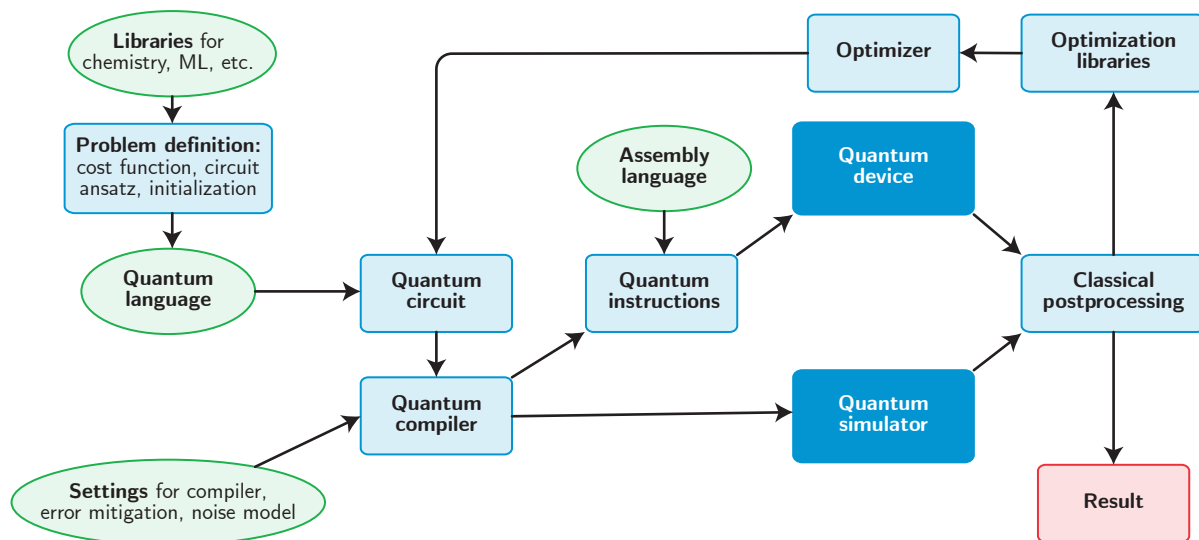 Libraries for
chemistry, ML, etc.
Optimizer
Optimization
libraries
Problem definition:
cost function, circuit
ansatz, initialization
Assembly
language
Quantum
device
Quantum
language
Quantum
circuit
Quantum
instructions
Classical
postprocessing
Quantum
compiler
Quantum
simulator
Settings for compiler,
error mitigation, noise model
Result